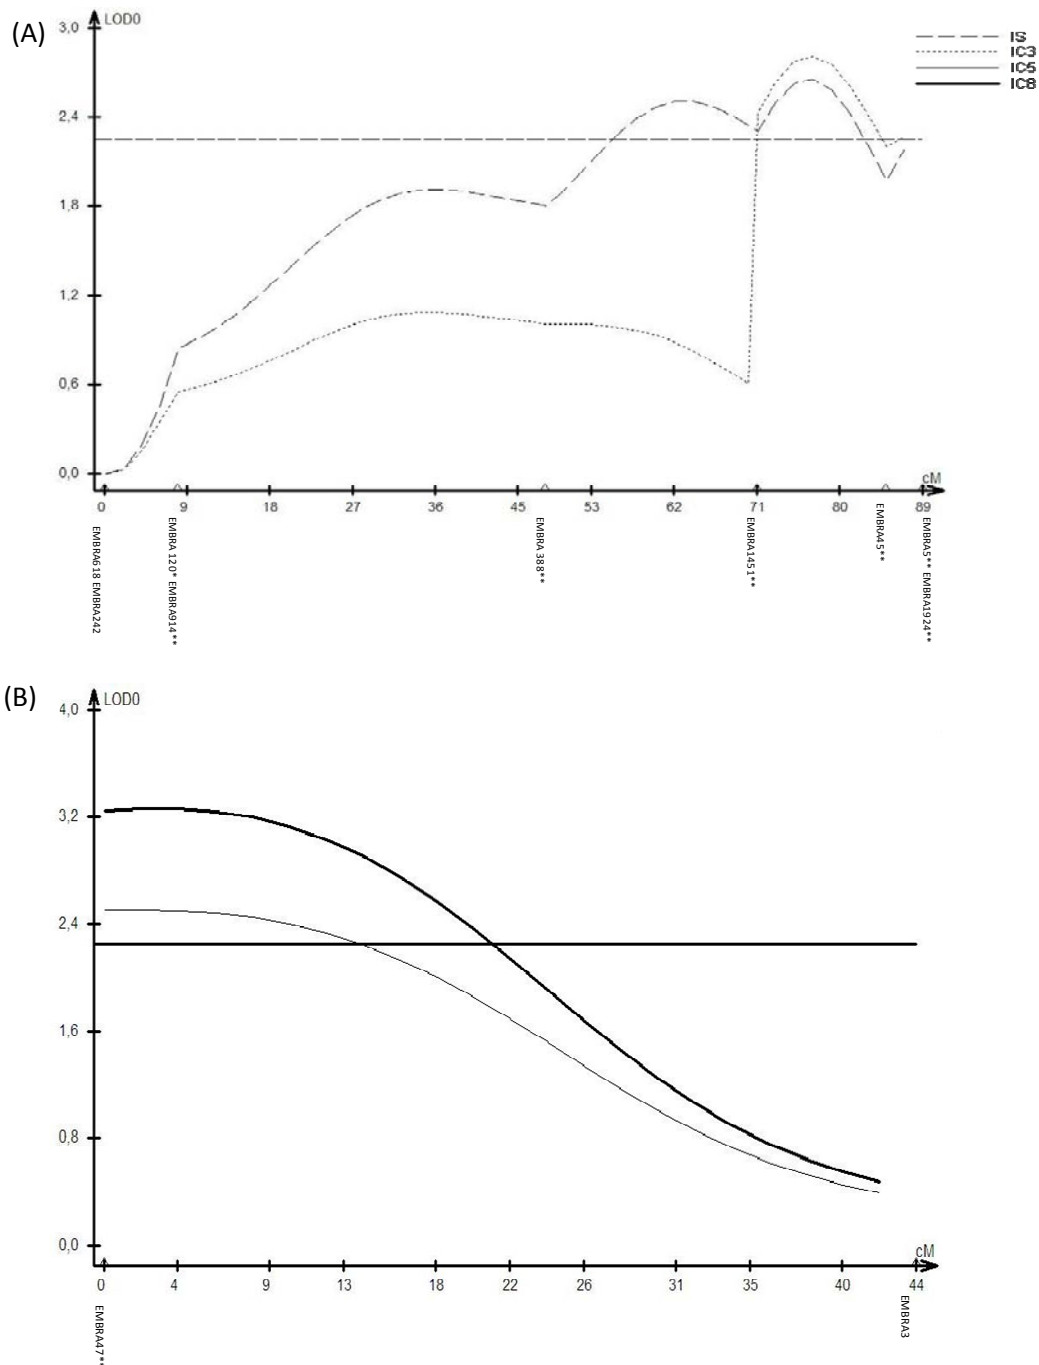 (A)
LOD0
IS
IC3
IC5
IC8
3,0
2,4
1,8
1,2
0,6
0,0
cM
0 9 18 27 36 45 53 62 71 80 89
EMBRA618 EMBRA242
EMBRA 120* EMBRA914**
EMBRA 388**
EMBRA1451**
EMBRA45**
EMBRA5** EMBRA1924**
(B)
LOD0
4,0
3,2
2,4
1,6
0,8
0,0
cM
0 4 9 13 18 22 26 31 35 40 44
EMBRA47**
EMBRA3